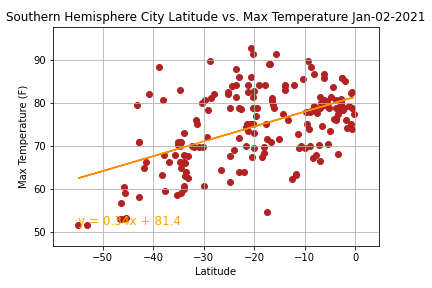 Southern Hemisphere City Latitude vs. Max Temperature Jan-02-2021
Max Temperature (F)
90
80
70
60
50
y = 0.34x + 81.4
−50
−40
−30
−20
−10
0
Latitude